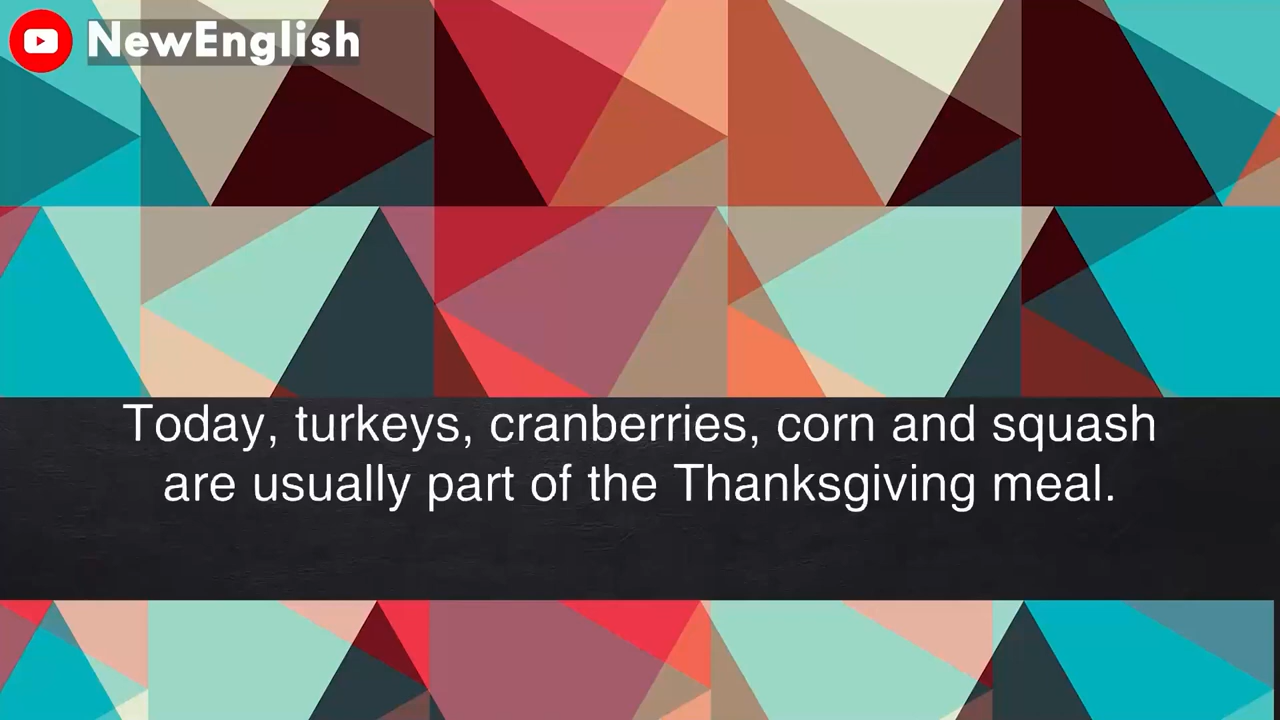 NewEnglish
Today, turkeys, cranberries, corn and squash
are usually part of the Thanksgiving meal.